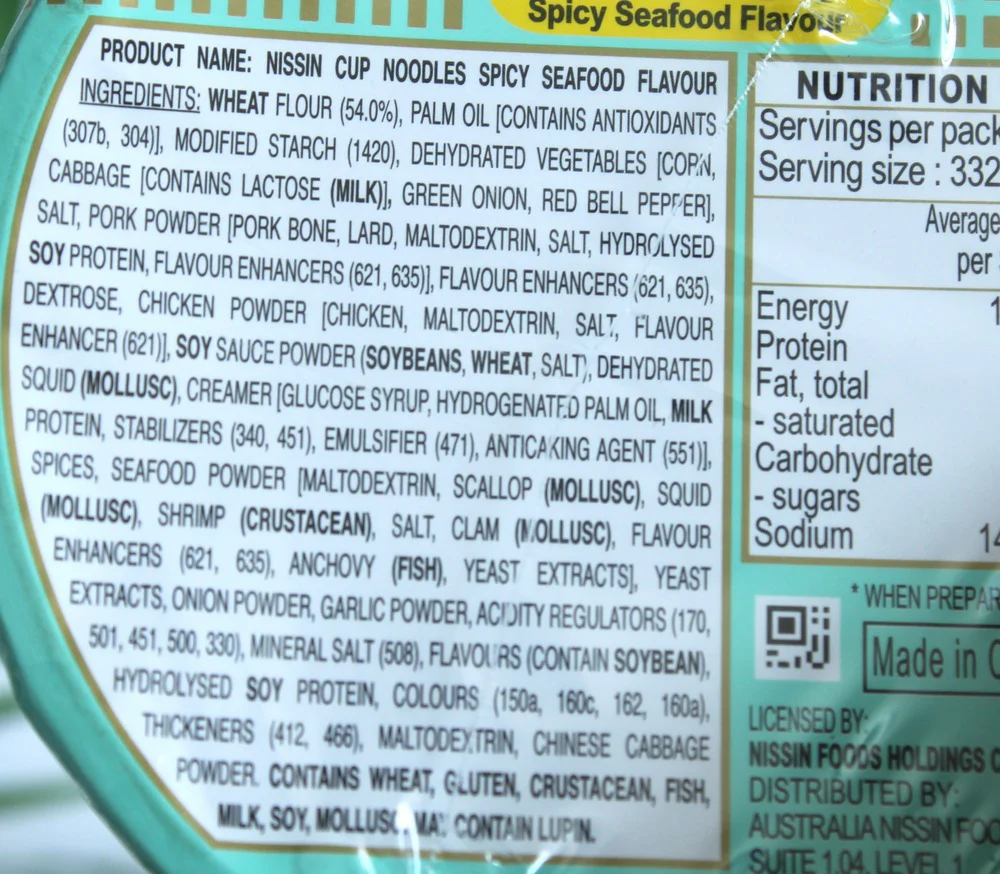 Spicy Seafood Flavour
PRODUCT NAME: NISSIN CUP NOODLES SPICY SEAFOOD FLAVOUR
INGREDIENTS: WHEAT FLOUR (54.0%), PALM OIL [CONTAINS ANTIOXIDANTS
(307b, 304)], MODIFIED STARCH (1420), DEHYDRATED VEGETABLES [CORN,
CABBAGE [CONTAINS LACTOSE (MILK)], GREEN ONION, RED BELL PEPPER],
SALT, PORK POWDER [PORK BONE, LARD, MALTODEXTRIN, SALT, HYDROLYSED
SOY PROTEIN, FLAVOUR ENHANCERS (621, 635)], FLAVOUR ENHANCERS (621, 635),
DEXTROSE, CHICKEN POWDER [CHICKEN, MALTODEXTRIN, SALT, FLAVOUR
ENHANCER (621)], SOY SAUCE POWDER (SOYBEANS, WHEAT, SALT), DEHYDRATED
SQUID (MOLLUSC), CREAMER [GLUCOSE SYRUP, HYDROGENATED PALM OIL, MILK
PROTEIN, STABILIZERS (340, 451), EMULSIFIER (471), ANTICAKING AGENT (551)],
SPICES, SEAFOOD POWDER [MALTODEXTRIN, SCALLOP (MOLLUSC), SQUID
(MOLLUSC), SHRIMP (CRUSTACEAN), SALT, CLAM (MOLLUSC), FLAVOUR
ENHANCERS (621, 635), ANCHOVY (FISH), YEAST EXTRACTS], YEAST
EXTRACTS, ONION POWDER, GARLIC POWDER, ACIDITY REGULATORS (170,
501, 451, 500, 330), MINERAL SALT (508), FLAVOURS (CONTAIN SOYBEAN),
HYDROLYSED SOY PROTEIN, COLOURS (150a, 160c, 162, 160a),
THICKENERS (412, 466), MALTODEXTRIN, CHINESE CABBAGE
POWDER. CONTAINS WHEAT, GLUTEN, CRUSTACEAN, FISH,
MILK, SOY, MOLLUSC. MAY CONTAIN LUPIN.
NUTRITION
Servings per pack
Serving size : 332
Average
per
Energy 1
Protein
Fat, total
- saturated
Carbohydrate
- sugars
Sodium 14
* WHEN PREPAR
Made in
LICENSED BY:
NISSIN FOODS HOLDINGS
DISTRIBUTED BY:
AUSTRALIA NISSIN FOO
SUITE 1.04, LEVEL 1